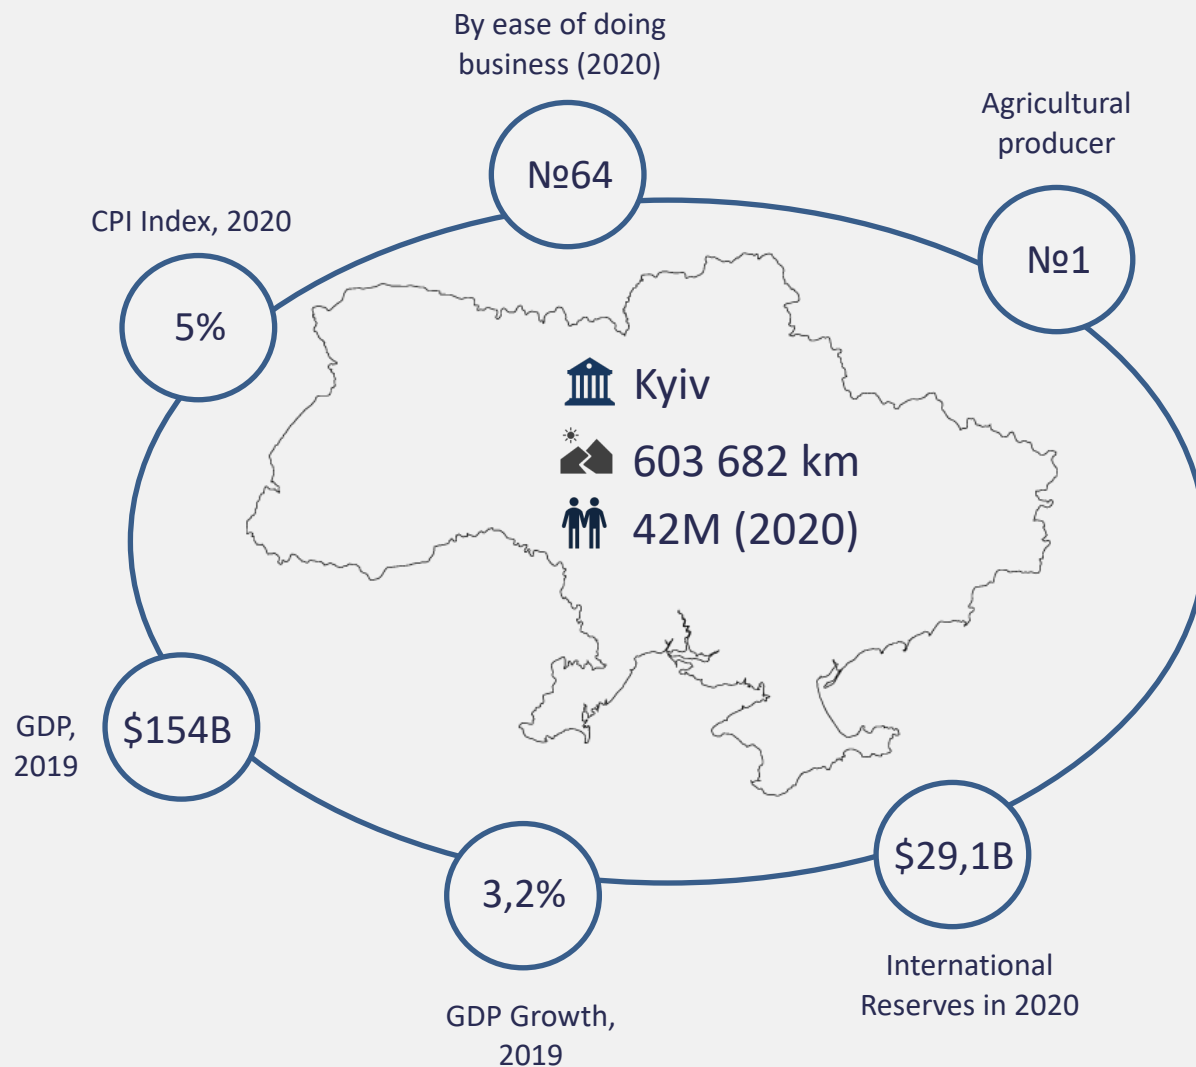 By ease of doing
business (2020)
№64
Agricultural
producer
№1
CPI Index, 2020
5%
Kyiv
603 682 km
42M (2020)
GDP,
2019
$154B
3,2%
GDP Growth,
2019
$29,1B
International
Reserves in 2020